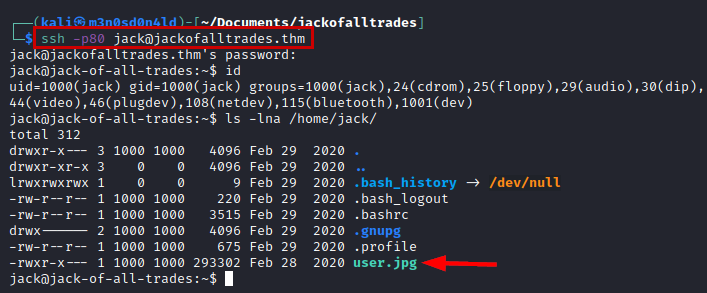 ┌──(kali㉿m3n0sd0n4ld)-[~/Documents/jackofalltrades]
└─$ ssh -p80 jack@jackofalltrades.thm
jack@jackofalltrades.thm's password:
jack@jack-of-all-trades:~$ id
uid=1000(jack) gid=1000(jack) groups=1000(jack),24(cdrom),25(floppy),29(audio),30(dip),
44(video),46(plugdev),108(netdev),115(bluetooth),1001(dev)
jack@jack-of-all-trades:~$ ls -lna /home/jack/
total 312
drwxr-x--- 3 1000 1000   4096 Feb 29  2020 .
drwxr-xr-x 3    0    0   4096 Feb 29  2020 ..
lrwxrwxrwx 1    0    0      9 Feb 29  2020 .bash_history -> /dev/null
-rw-r--r-- 1 1000 1000    220 Feb 29  2020 .bash_logout
-rw-r--r-- 1 1000 1000   3515 Feb 29  2020 .bashrc
drwx------ 2 1000 1000   4096 Feb 29  2020 .gnupg
-rw-r--r-- 1 1000 1000    675 Feb 29  2020 .profile
-rwxr-x--- 1 1000 1000 293302 Feb 28  2020 user.jpg
jack@jack-of-all-trades:~$